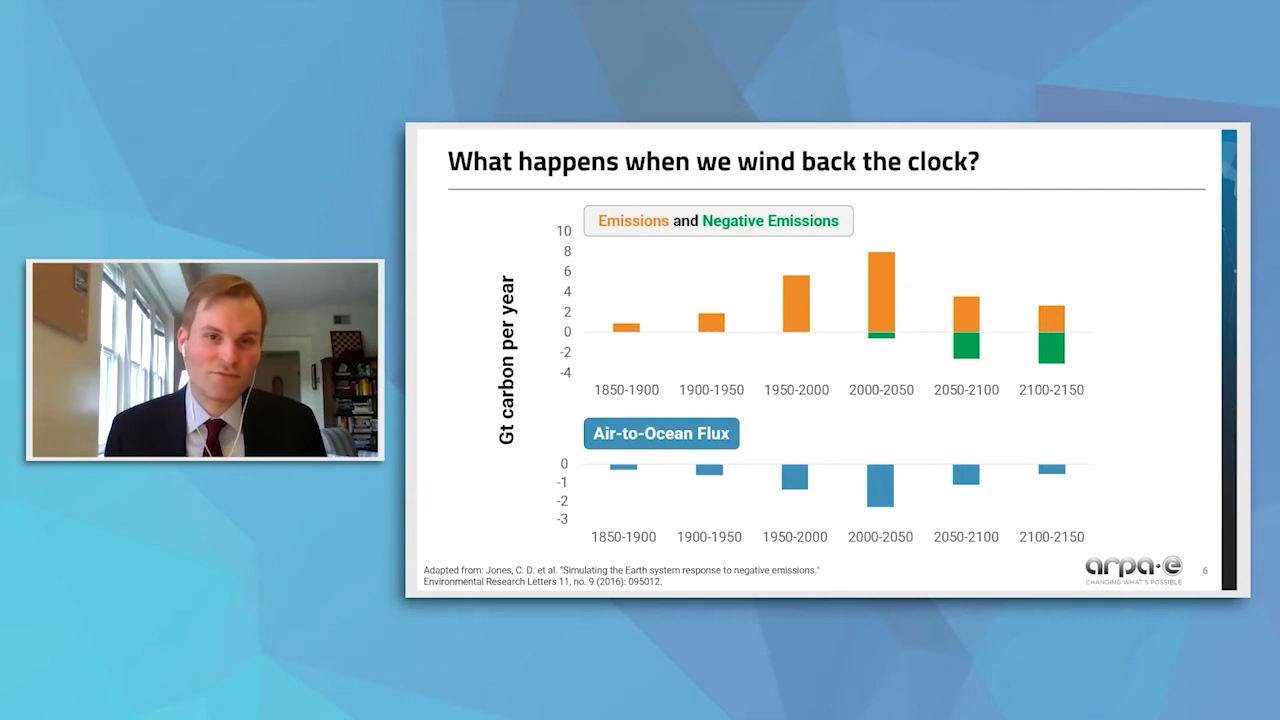 What happens when we wind back the clock?
Emissions and Negative Emissions
Gt carbon per year
10
8
6
4
2
0
-2
-4
1850-1900 1900-1950 1950-2000 2000-2050 2050-2100 2100-2150
Air-to-Ocean Flux
0
-1
-2
-3
1850-1900 1900-1950 1950-2000 2000-2050 2050-2100 2100-2150
Adapted from: Jones, C. D. et al. "Simulating the Earth system response to negative emissions."
Environmental Research Letters 11, no. 9 (2016): 095012.
arpa·e
CHANGING WHAT'S POSSIBLE
6